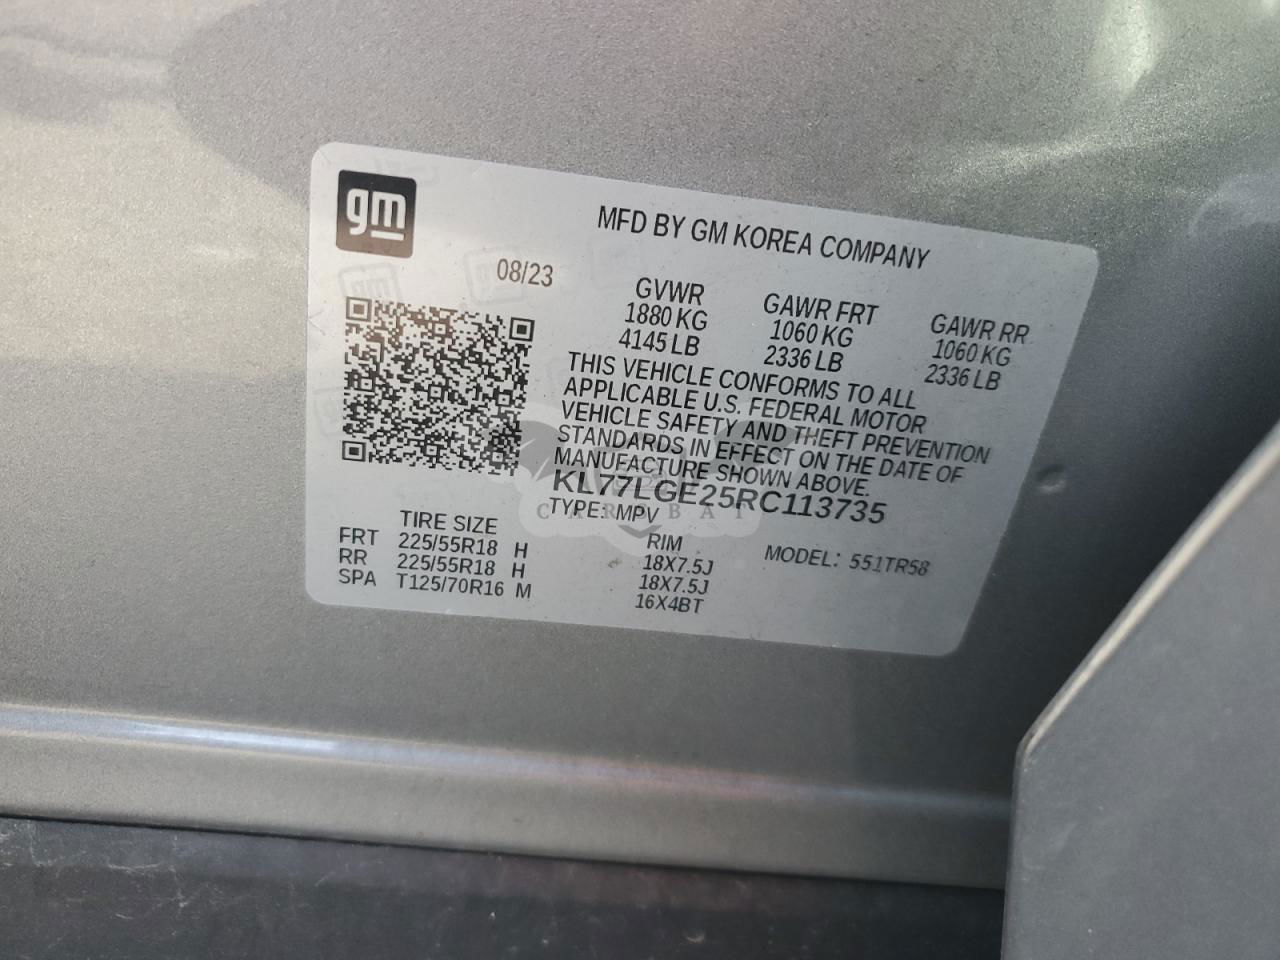 gm
MFD BY GM KOREA COMPANY
08/23
GVWR GAWR FRT GAWR RR
1880 KG 1060 KG 1060 KG
4145 LB 2336 LB 2336 LB
THIS VEHICLE CONFORMS TO ALL
APPLICABLE U.S. FEDERAL MOTOR
VEHICLE SAFETY AND THEFT PREVENTION
STANDARDS IN EFFECT ON THE DATE OF
MANUFACTURE SHOWN ABOVE.
KL77LGE25RC113735
TYPE: MPV MODEL: 551TR58
CAROBAT
TIRE SIZE RIM
FRT 225/55R18 H 18X7.5J
RR 225/55R18 H 18X7.5J
SPA T125/70R16 M 16X4BT